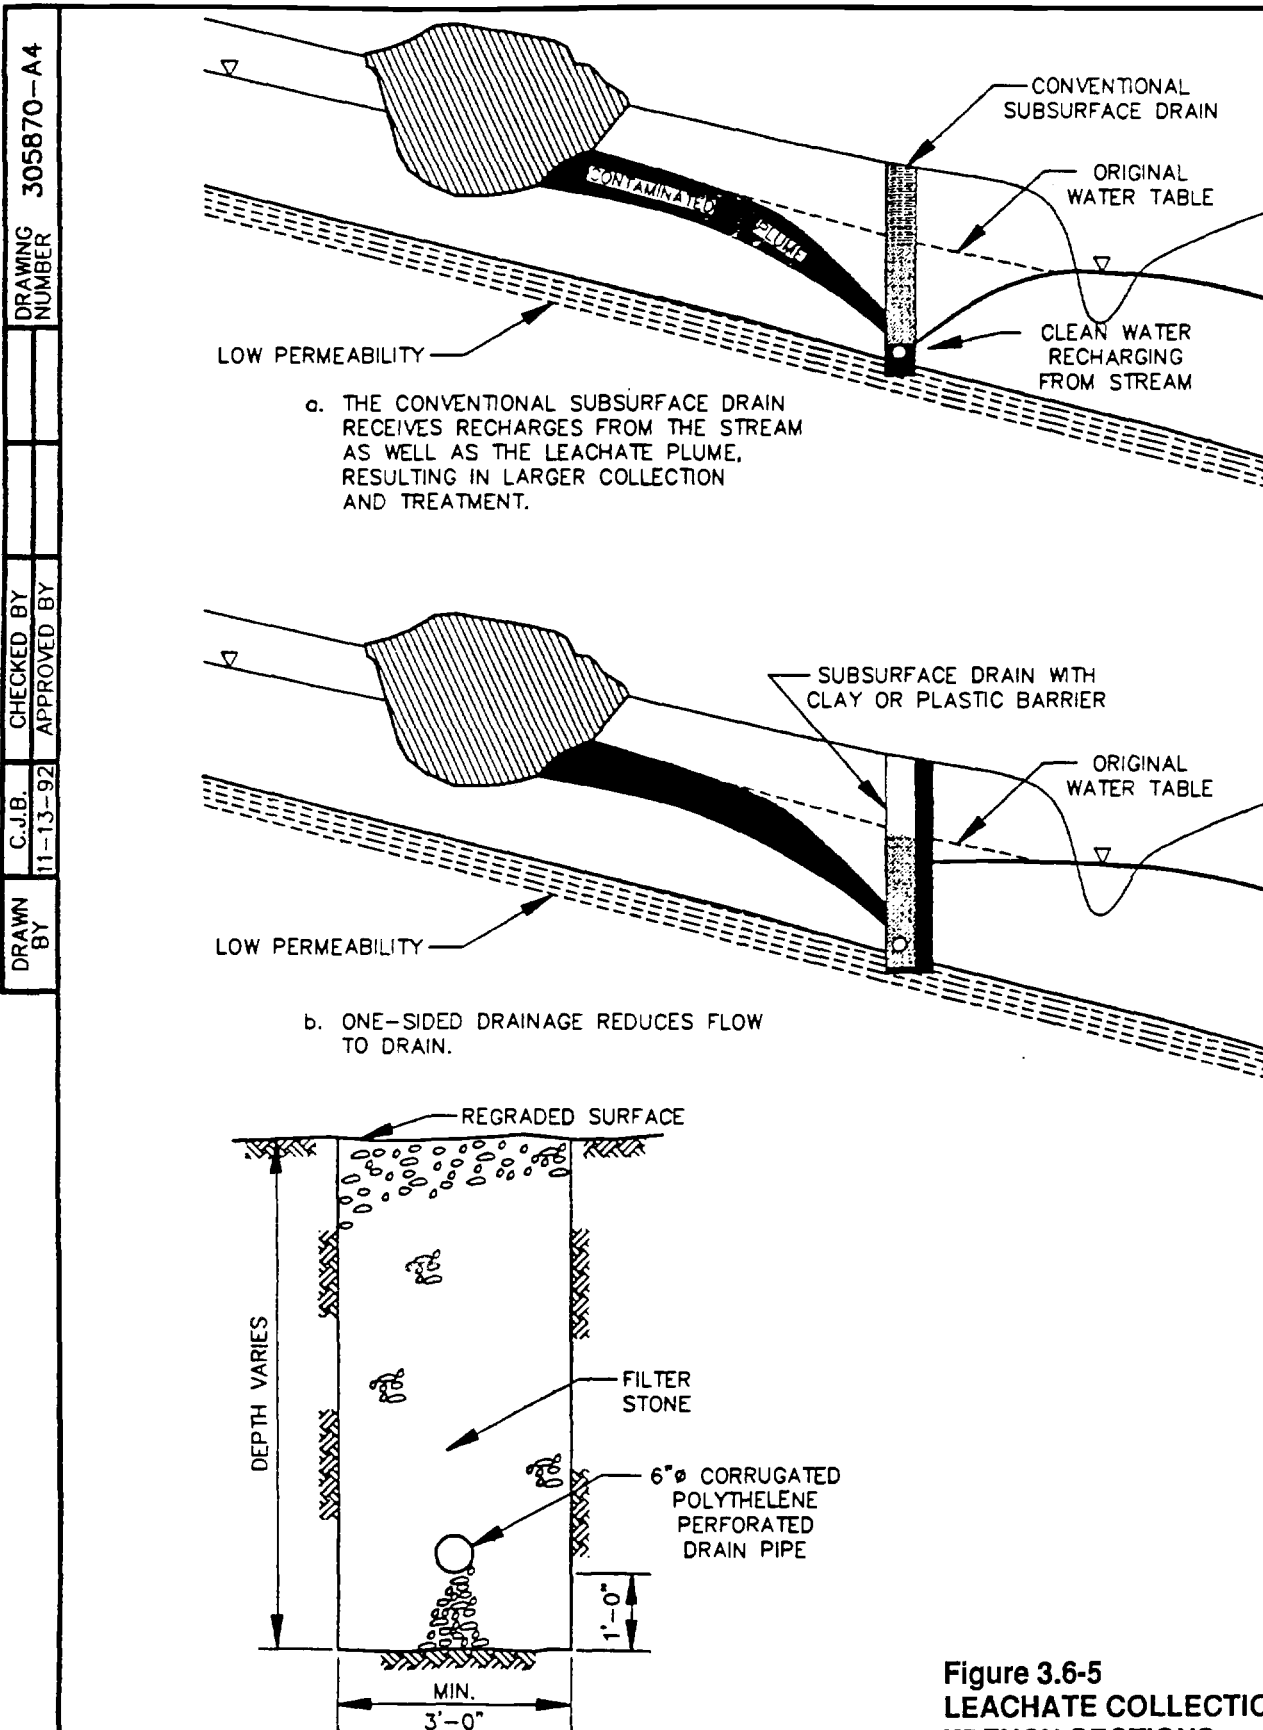 DRAWING NUMBER 305870-A4
CHECKED BY
APPROVED BY
C.J.B.
11-13-92
DRAWN BY
CONVENTIONAL
SUBSURFACE DRAIN
ORIGINAL
WATER TABLE
CONTAMINATED PLUME
LOW PERMEABILITY
CLEAN WATER
RECHARGING
FROM STREAM
a. THE CONVENTIONAL SUBSURFACE DRAIN
RECEIVES RECHARGES FROM THE STREAM
AS WELL AS THE LEACHATE PLUME,
RESULTING IN LARGER COLLECTION
AND TREATMENT.
SUBSURFACE DRAIN WITH
CLAY OR PLASTIC BARRIER
ORIGINAL
WATER TABLE
LOW PERMEABILITY
b. ONE-SIDED DRAINAGE REDUCES FLOW
TO DRAIN.
REGRADED SURFACE
DEPTH VARIES
FILTER
STONE
6"ø CORRUGATED
POLYTHELENE
PERFORATED
DRAIN PIPE
1'-0"
MIN.
3'-0"
Figure 3.6-5
LEACHATE COLLECTIO